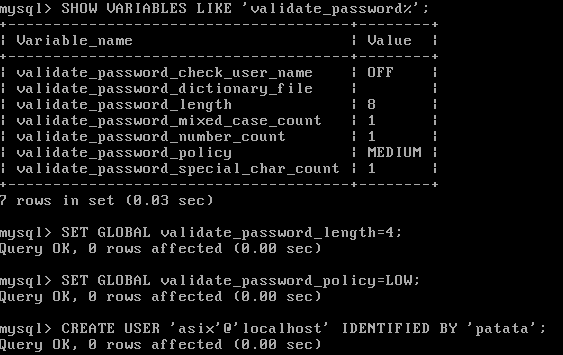 mysql> SHOW VARIABLES LIKE 'validate_password%';
+--------------------------------------+--------+
| Variable_name                        | Value  |
+--------------------------------------+--------+
| validate_password_check_user_name    | OFF    |
| validate_password_dictionary_file    |        |
| validate_password_length             | 8      |
| validate_password_mixed_case_count   | 1      |
| validate_password_number_count       | 1      |
| validate_password_policy             | MEDIUM |
| validate_password_special_char_count | 1      |
+--------------------------------------+--------+
7 rows in set (0.03 sec)
mysql> SET GLOBAL validate_password_length=4;
Query OK, 0 rows affected (0.00 sec)
mysql> SET GLOBAL validate_password_policy=LOW;
Query OK, 0 rows affected (0.00 sec)
mysql> CREATE USER 'asix'@'localhost' IDENTIFIED BY 'patata';
Query OK, 0 rows affected (0.00 sec)